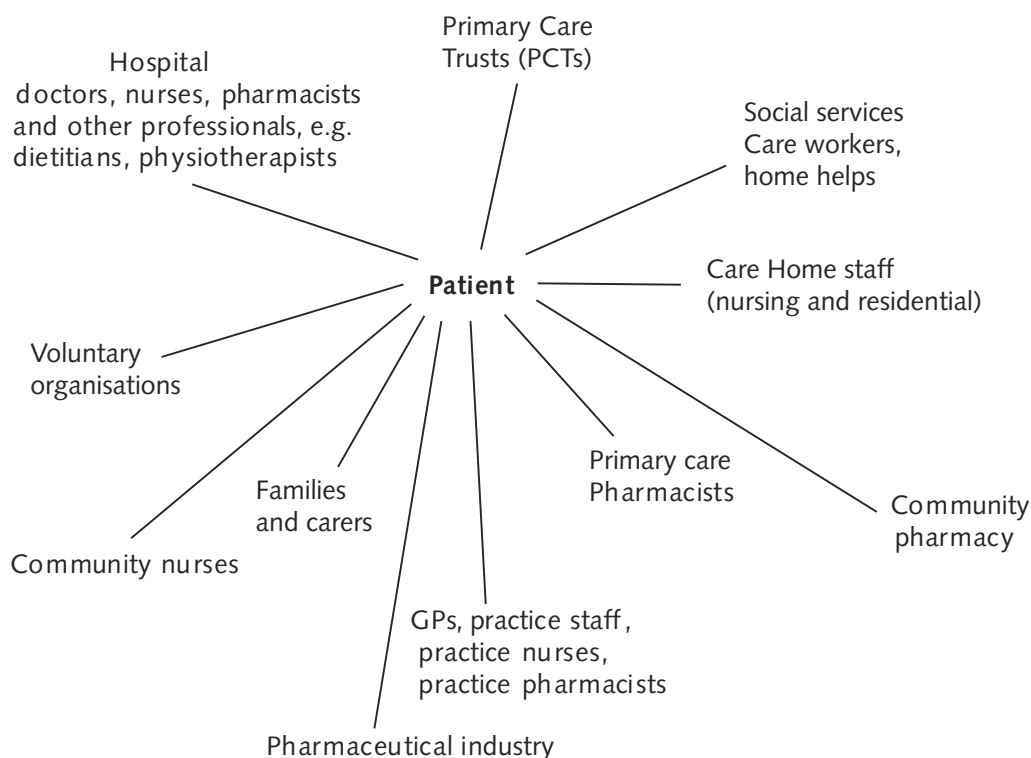 Primary Care
Trusts (PCTs)
Hospital
doctors, nurses, pharmacists
and other professionals, e.g.
dietitians, physiotherapists
Social services
Care workers,
home helps
Patient
Care Home staff
(nursing and residential)
Voluntary
organisations
Primary care
Pharmacists
Families
and carers
Community
pharmacy
Community nurses
GPs, practice staff,
practice nurses,
practice pharmacists
Pharmaceutical industry